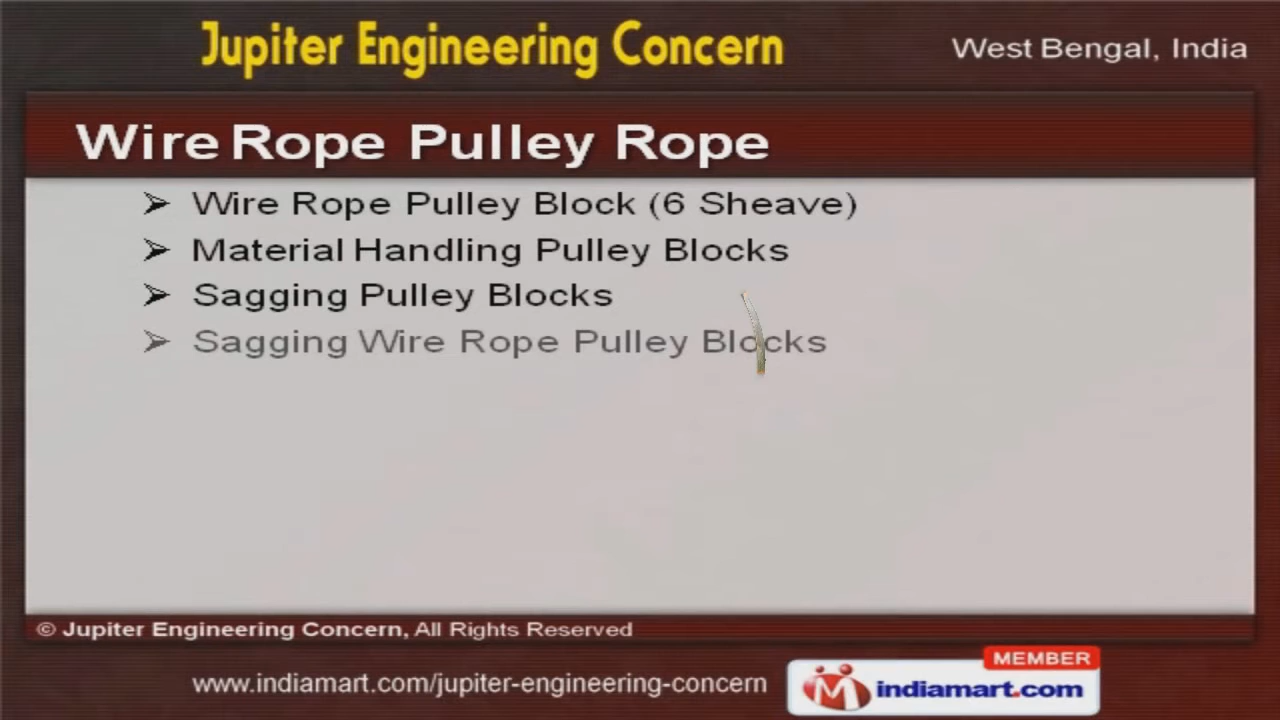 Jupiter Engineering Concern
West Bengal, India
Wire Rope Pulley Rope
➢ Wire Rope Pulley Block (6 Sheave)
➢ Material Handling Pulley Blocks
➢ Sagging Pulley Blocks
➢ Sagging Wire Rope Pulley Blocks
© Jupiter Engineering Concern, All Rights Reserved
www.indiamart.com/jupiter-engineering-concern
MEMBER
indiamart.com